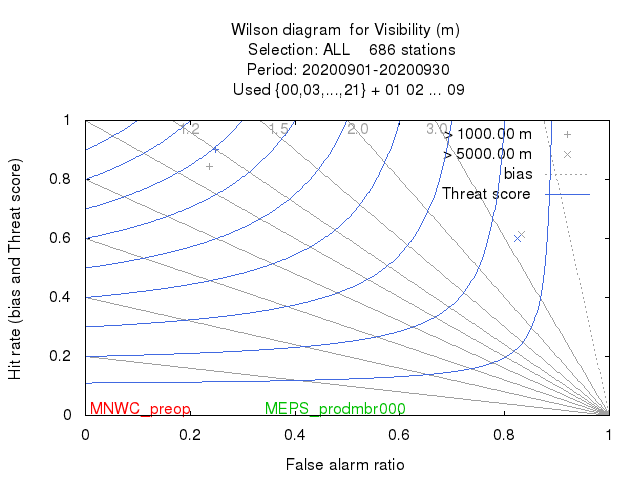 Wilson diagram for Visibility (m)
Selection: ALL 686 stations
Period: 20200901-20200930
Used {00,03,...,21} + 01 02 ... 09
Hit rate (bias and Threat score)
1
0.8
0.6
0.4
0.2
0
1.2
1.5
2.0
3.0
> 1000.00 m
> 5000.00 m
bias
Threat score
MNWC_preop
MEPS_prodmbr000
0 0.2 0.4 0.6 0.8 1
False alarm ratio